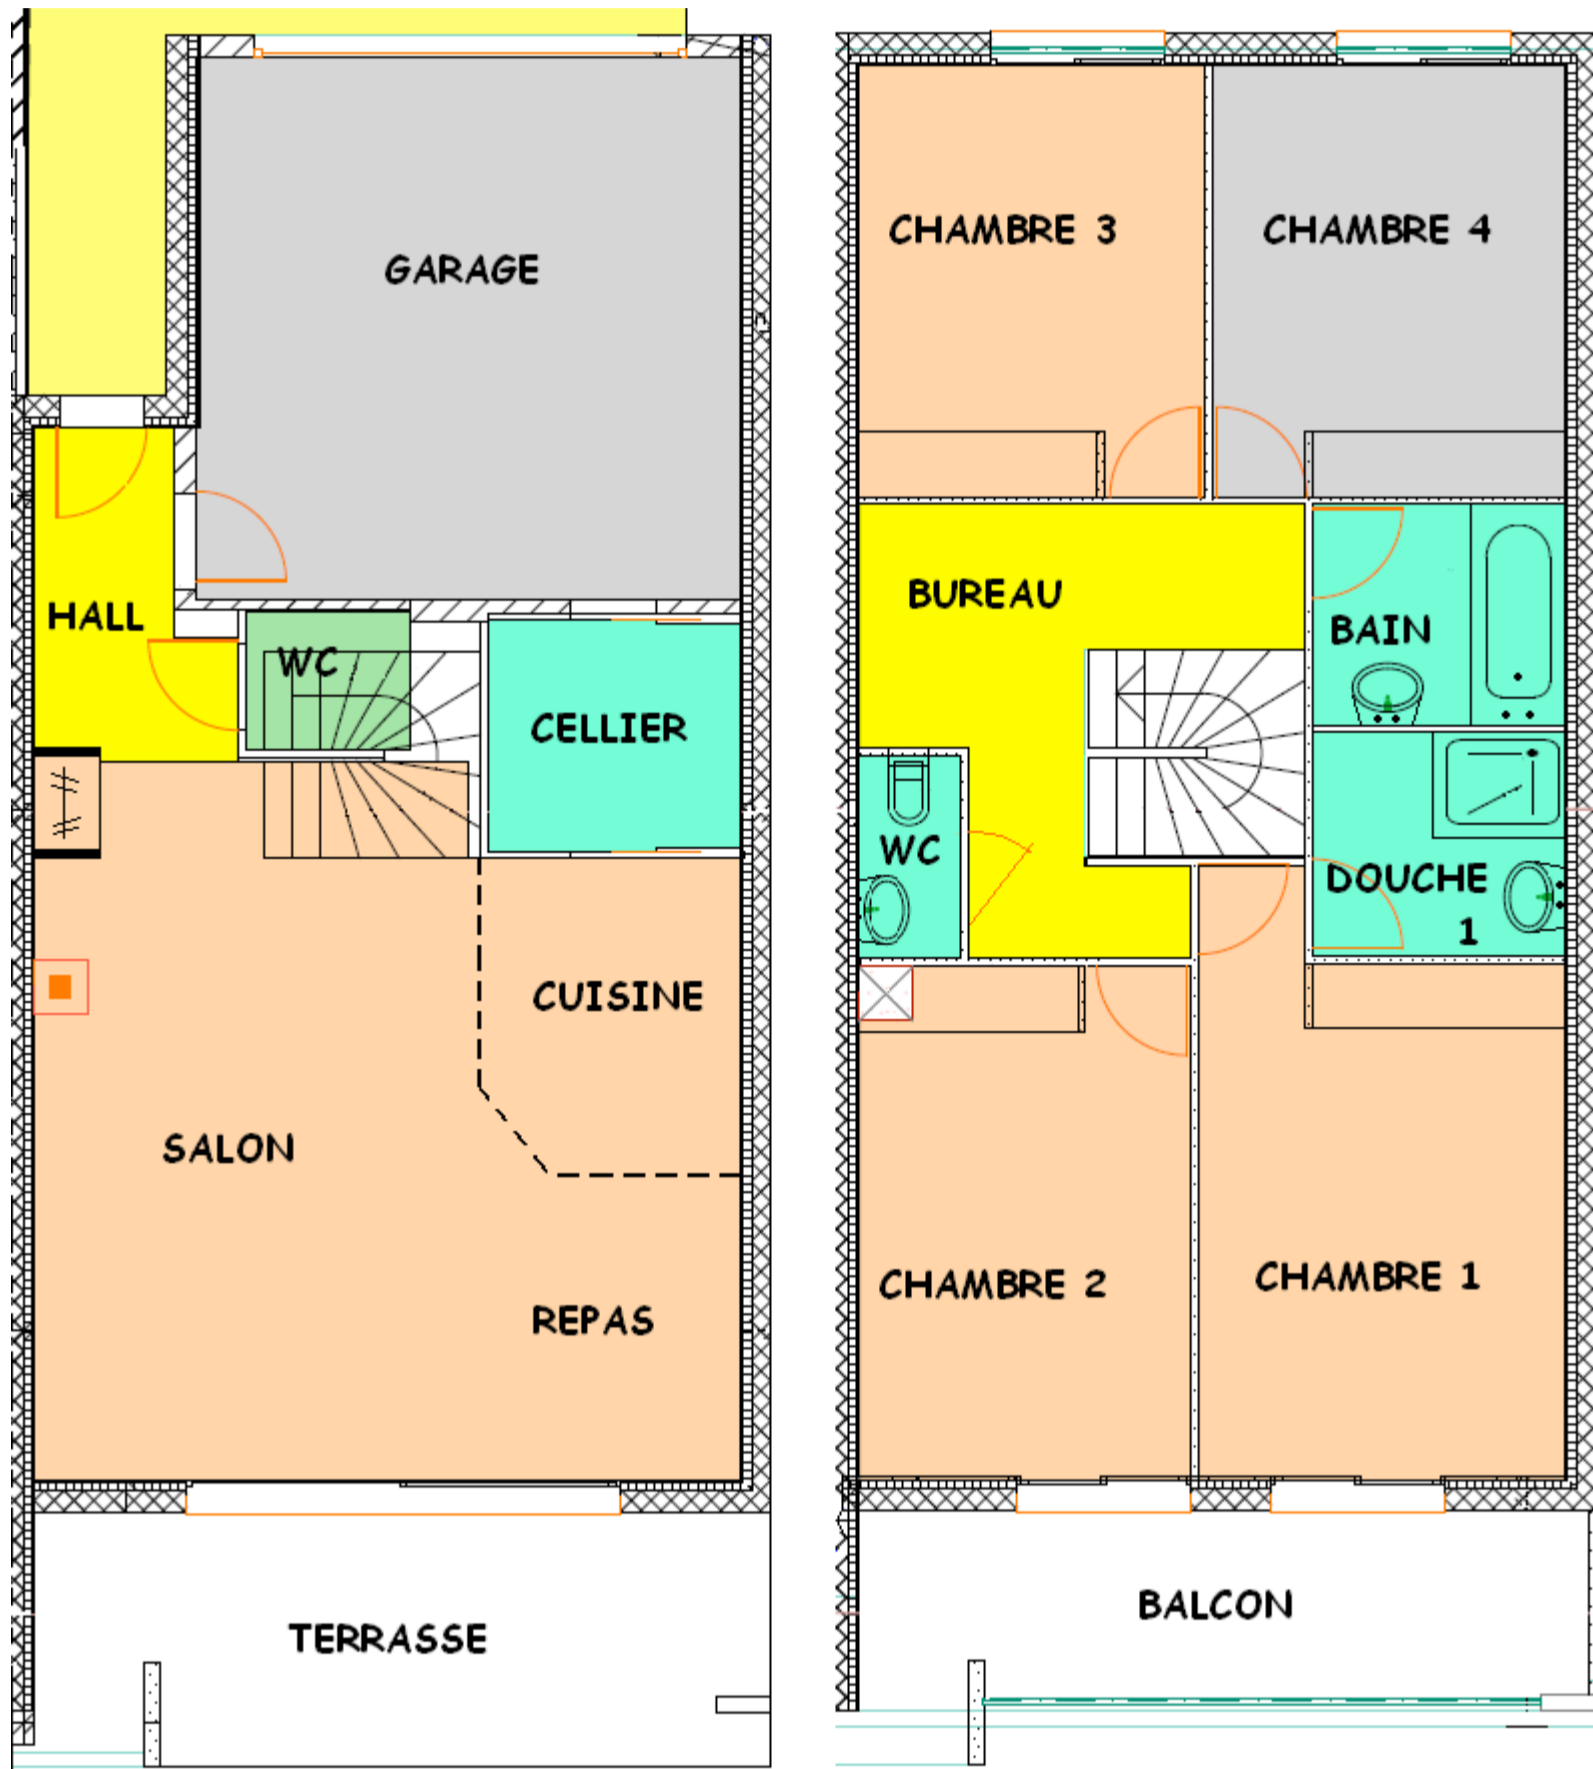 GARAGE
HALL
WC
CELLIER
CUISINE
SALON
REPAS
TERRASSE
CHAMBRE 3
CHAMBRE 4
BUREAU
BAIN
WC
DOUCHE
1
CHAMBRE 2
CHAMBRE 1
BALCON